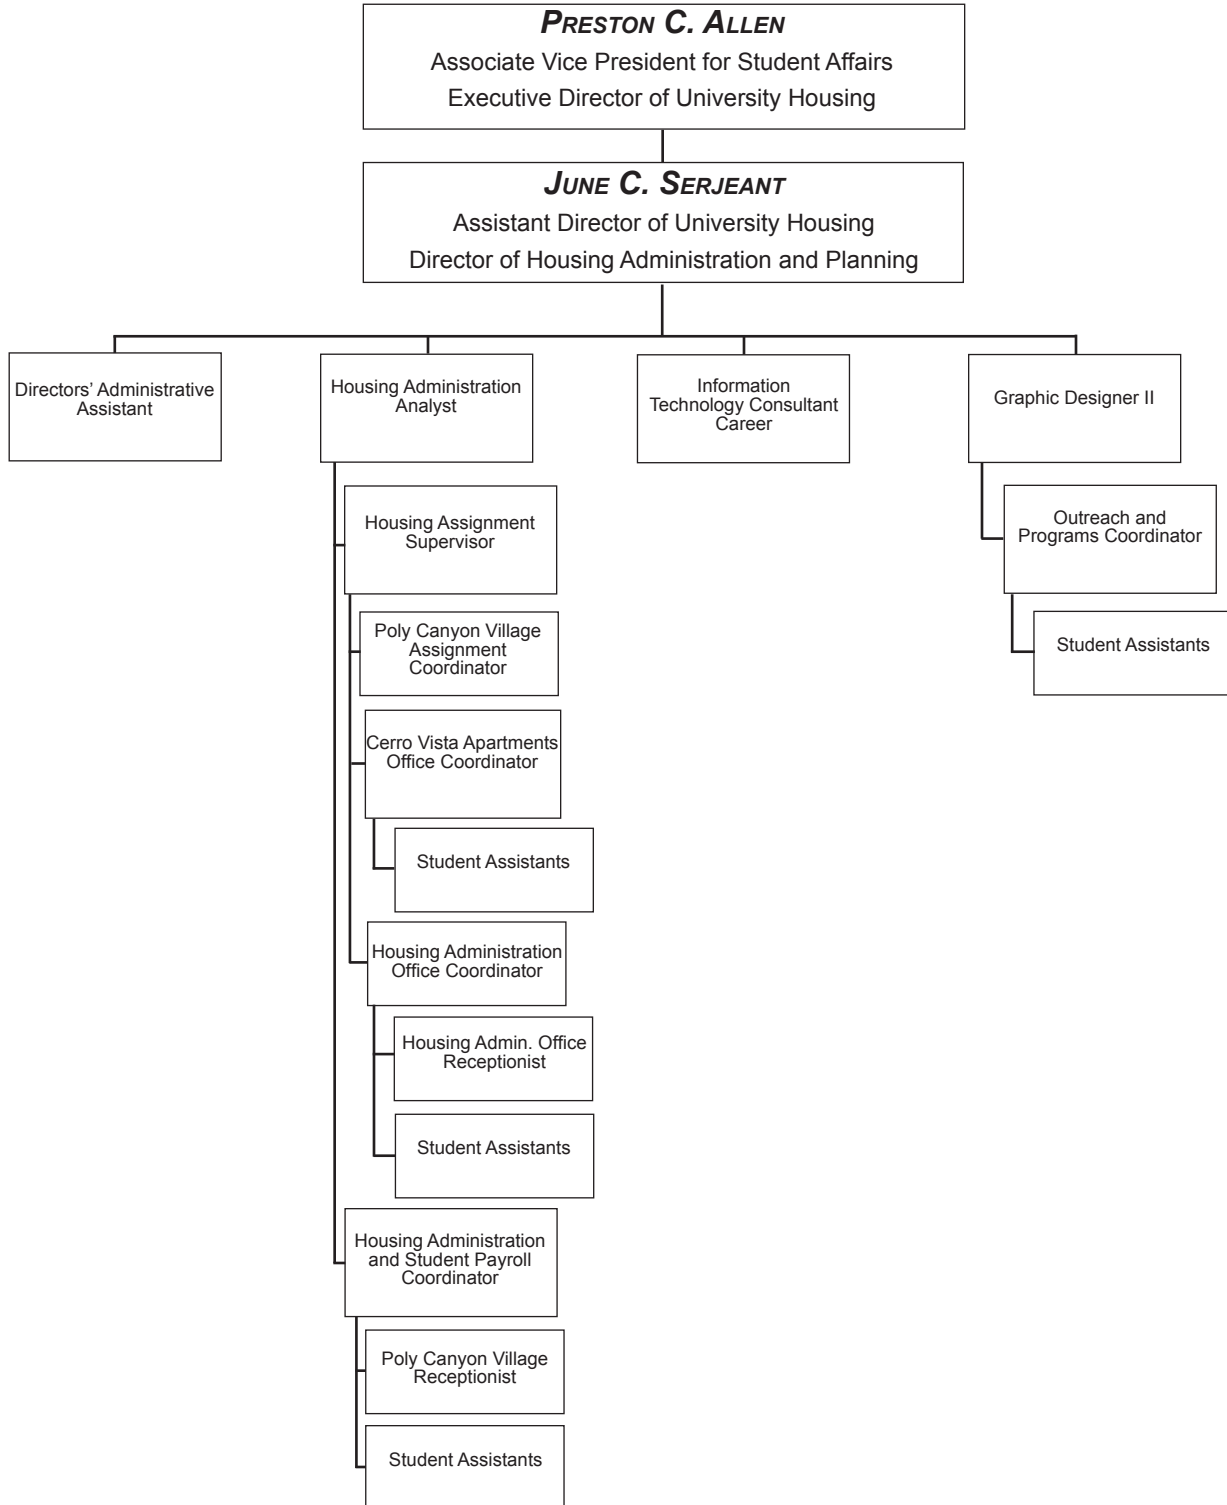 PRESTON C. ALLEN
Associate Vice President for Student Affairs
Executive Director of University Housing
JUNE C. SERJEANT
Assistant Director of University Housing
Director of Housing Administration and Planning
Directors’ Administrative
Assistant
Housing Administration
Analyst
Information
Technology Consultant
Career
Graphic Designer II
Housing Assignment
Supervisor
Outreach and
Programs Coordinator
Poly Canyon Village
Assignment
Coordinator
Student Assistants
Cerro Vista Apartments
Office Coordinator
Student Assistants
Housing Administration
Office Coordinator
Housing Admin. Office
Receptionist
Student Assistants
Housing Administration
and Student Payroll
Coordinator
Poly Canyon Village
Receptionist
Student Assistants